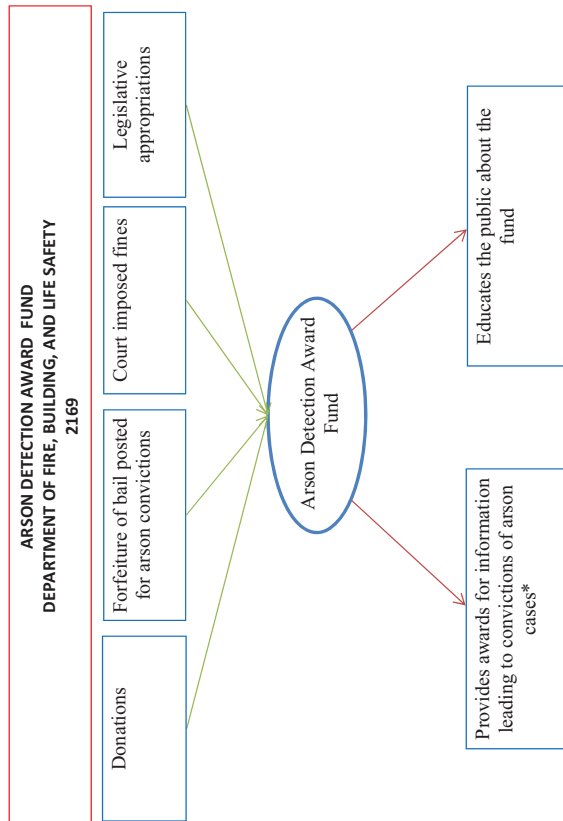 ARSON DETECTION AWARD FUND
DEPARTMENT OF FIRE, BUILDING, AND LIFE SAFETY
2169
Donations
Forfeiture of bail posted
for arson convictions
Court imposed fines
Legislative
appropriations
Arson Detection Award
Fund
Provides awards for information
leading to convictions of arson
cases*
Educates the public about the
fund